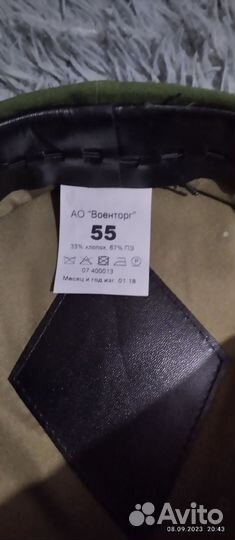 АО "Военторг"
55
33% хлопок, 67% ПЭ
07 400013
Месяц и год изг. 01.18
Avito
08.09.2023 20:43